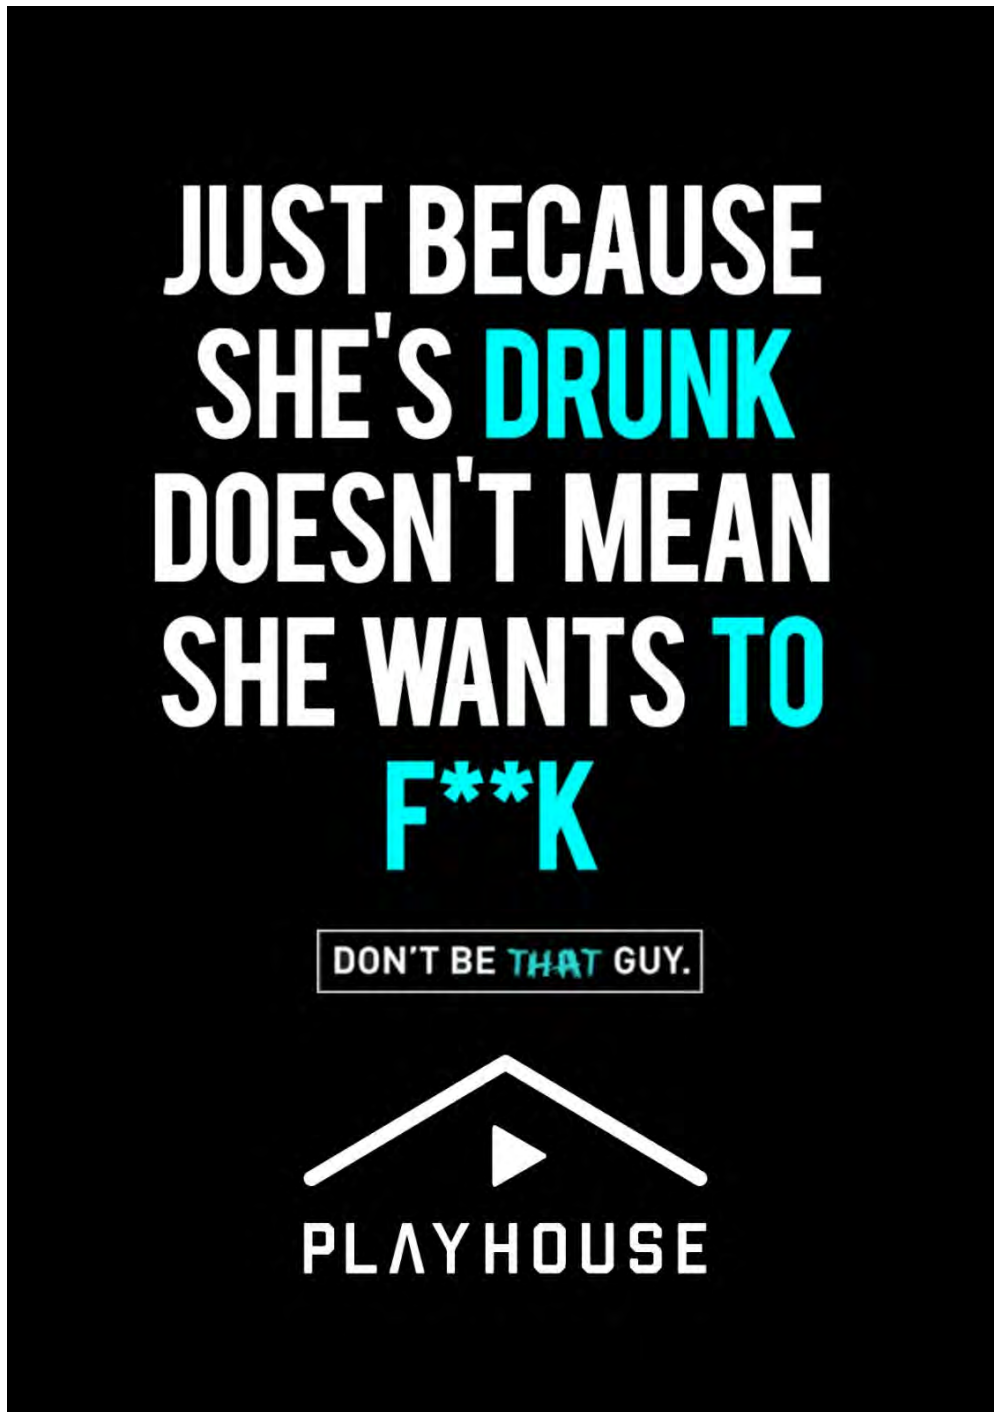 JUST BECAUSE
SHE'S DRUNK
DOESN'T MEAN
SHE WANTS TO
F**K
DON'T BE THAT GUY.
PLAYHOUSE